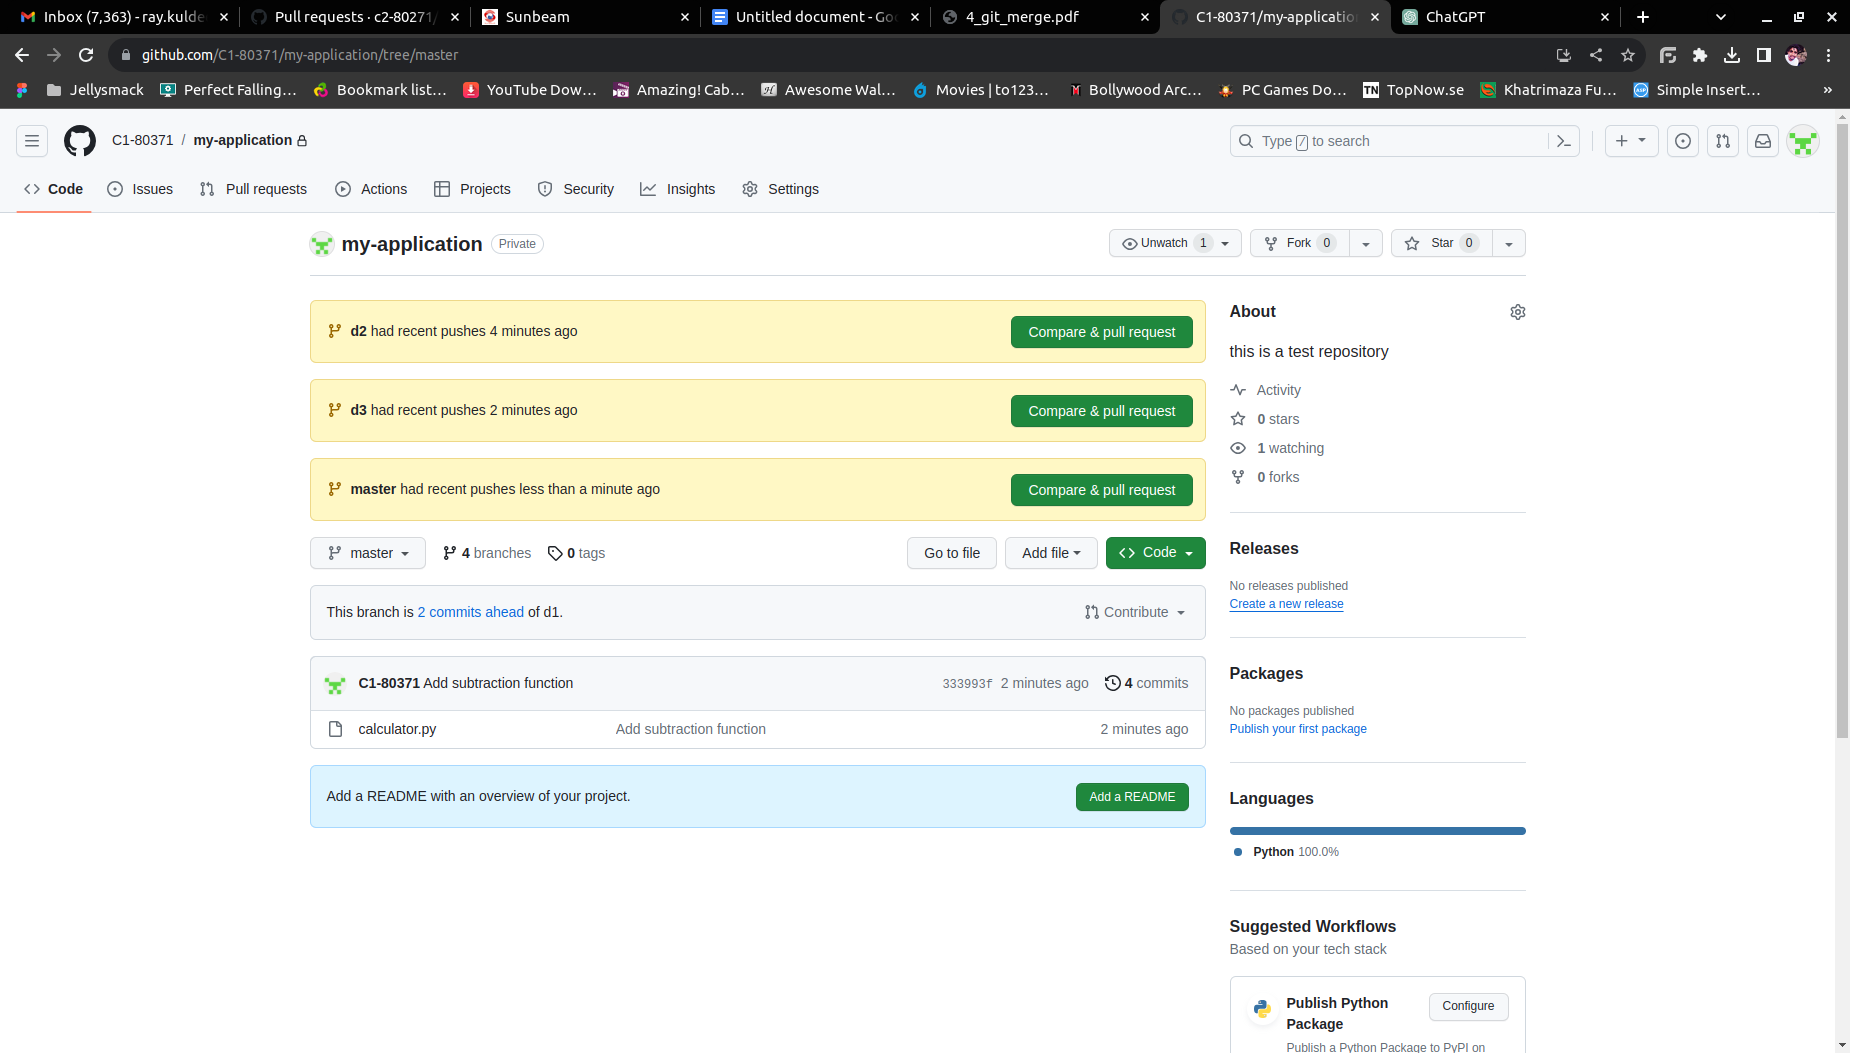 Inbox (7,363) - ray.kulde
Pull requests · c2-80271/
Sunbeam
Untitled document - Goo
4_git_merge.pdf
C1-80371/my-application
ChatGPT
github.com/C1-80371/my-application/tree/master
Jellysmack
Perfect Falling...
Bookmark list...
YouTube Dow...
Amazing! Cab...
Awesome Wal...
Movies | to123...
Bollywood Arc...
PC Games Do...
TopNow.se
Khatrimaza Fu...
Simple Insert...
»
C1-80371 / my-application
Type / to search
Code
Issues
Pull requests
Actions
Projects
Security
Insights
Settings
my-application Private
Unwatch 1
Fork 0
Star 0
d2 had recent pushes 4 minutes ago
Compare & pull request
d3 had recent pushes 2 minutes ago
Compare & pull request
master had recent pushes less than a minute ago
Compare & pull request
master
4 branches
0 tags
Go to file
Add file
Code
This branch is 2 commits ahead of d1.
Contribute
C1-80371 Add subtraction function
333993f 2 minutes ago
4 commits
calculator.py
Add subtraction function
2 minutes ago
Add a README with an overview of your project.
Add a README
About
this is a test repository
Activity
0 stars
1 watching
0 forks
Releases
No releases published
Create a new release
Packages
No packages published
Publish your first package
Languages
Python 100.0%
Suggested Workflows
Based on your tech stack
Publish Python
Package
Configure
Publish a Python Package to PyPI on